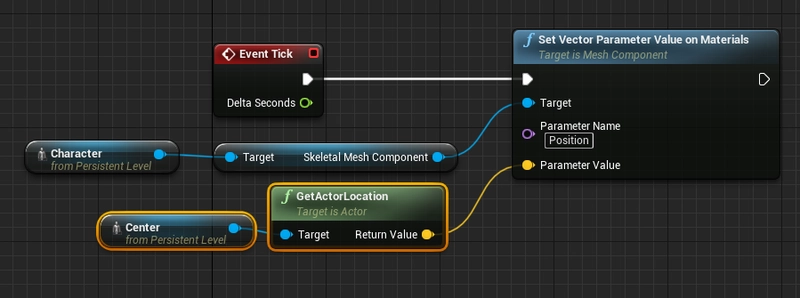 Event Tick
Delta Seconds
Set Vector Parameter Value on Materials
Target is Mesh Component
Target
Parameter Name
Position
Parameter Value
Character
from Persistent Level
Target
Skeletal Mesh Component
Center
from Persistent Level
GetActorLocation
Target is Actor
Target
Return Value